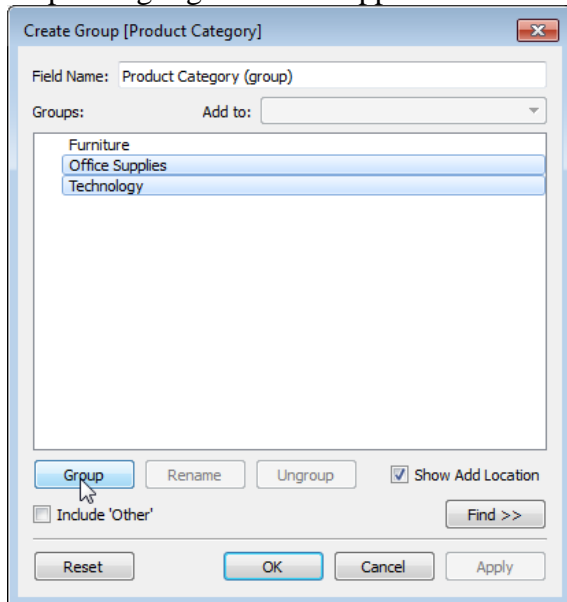 Create Group [Product Category]
Field Name: Product Category (group)
Groups: Add to:
Furniture
Office Supplies
Technology
Group Rename Ungroup Show Add Location
Include 'Other' Find >>
Reset OK Cancel Apply